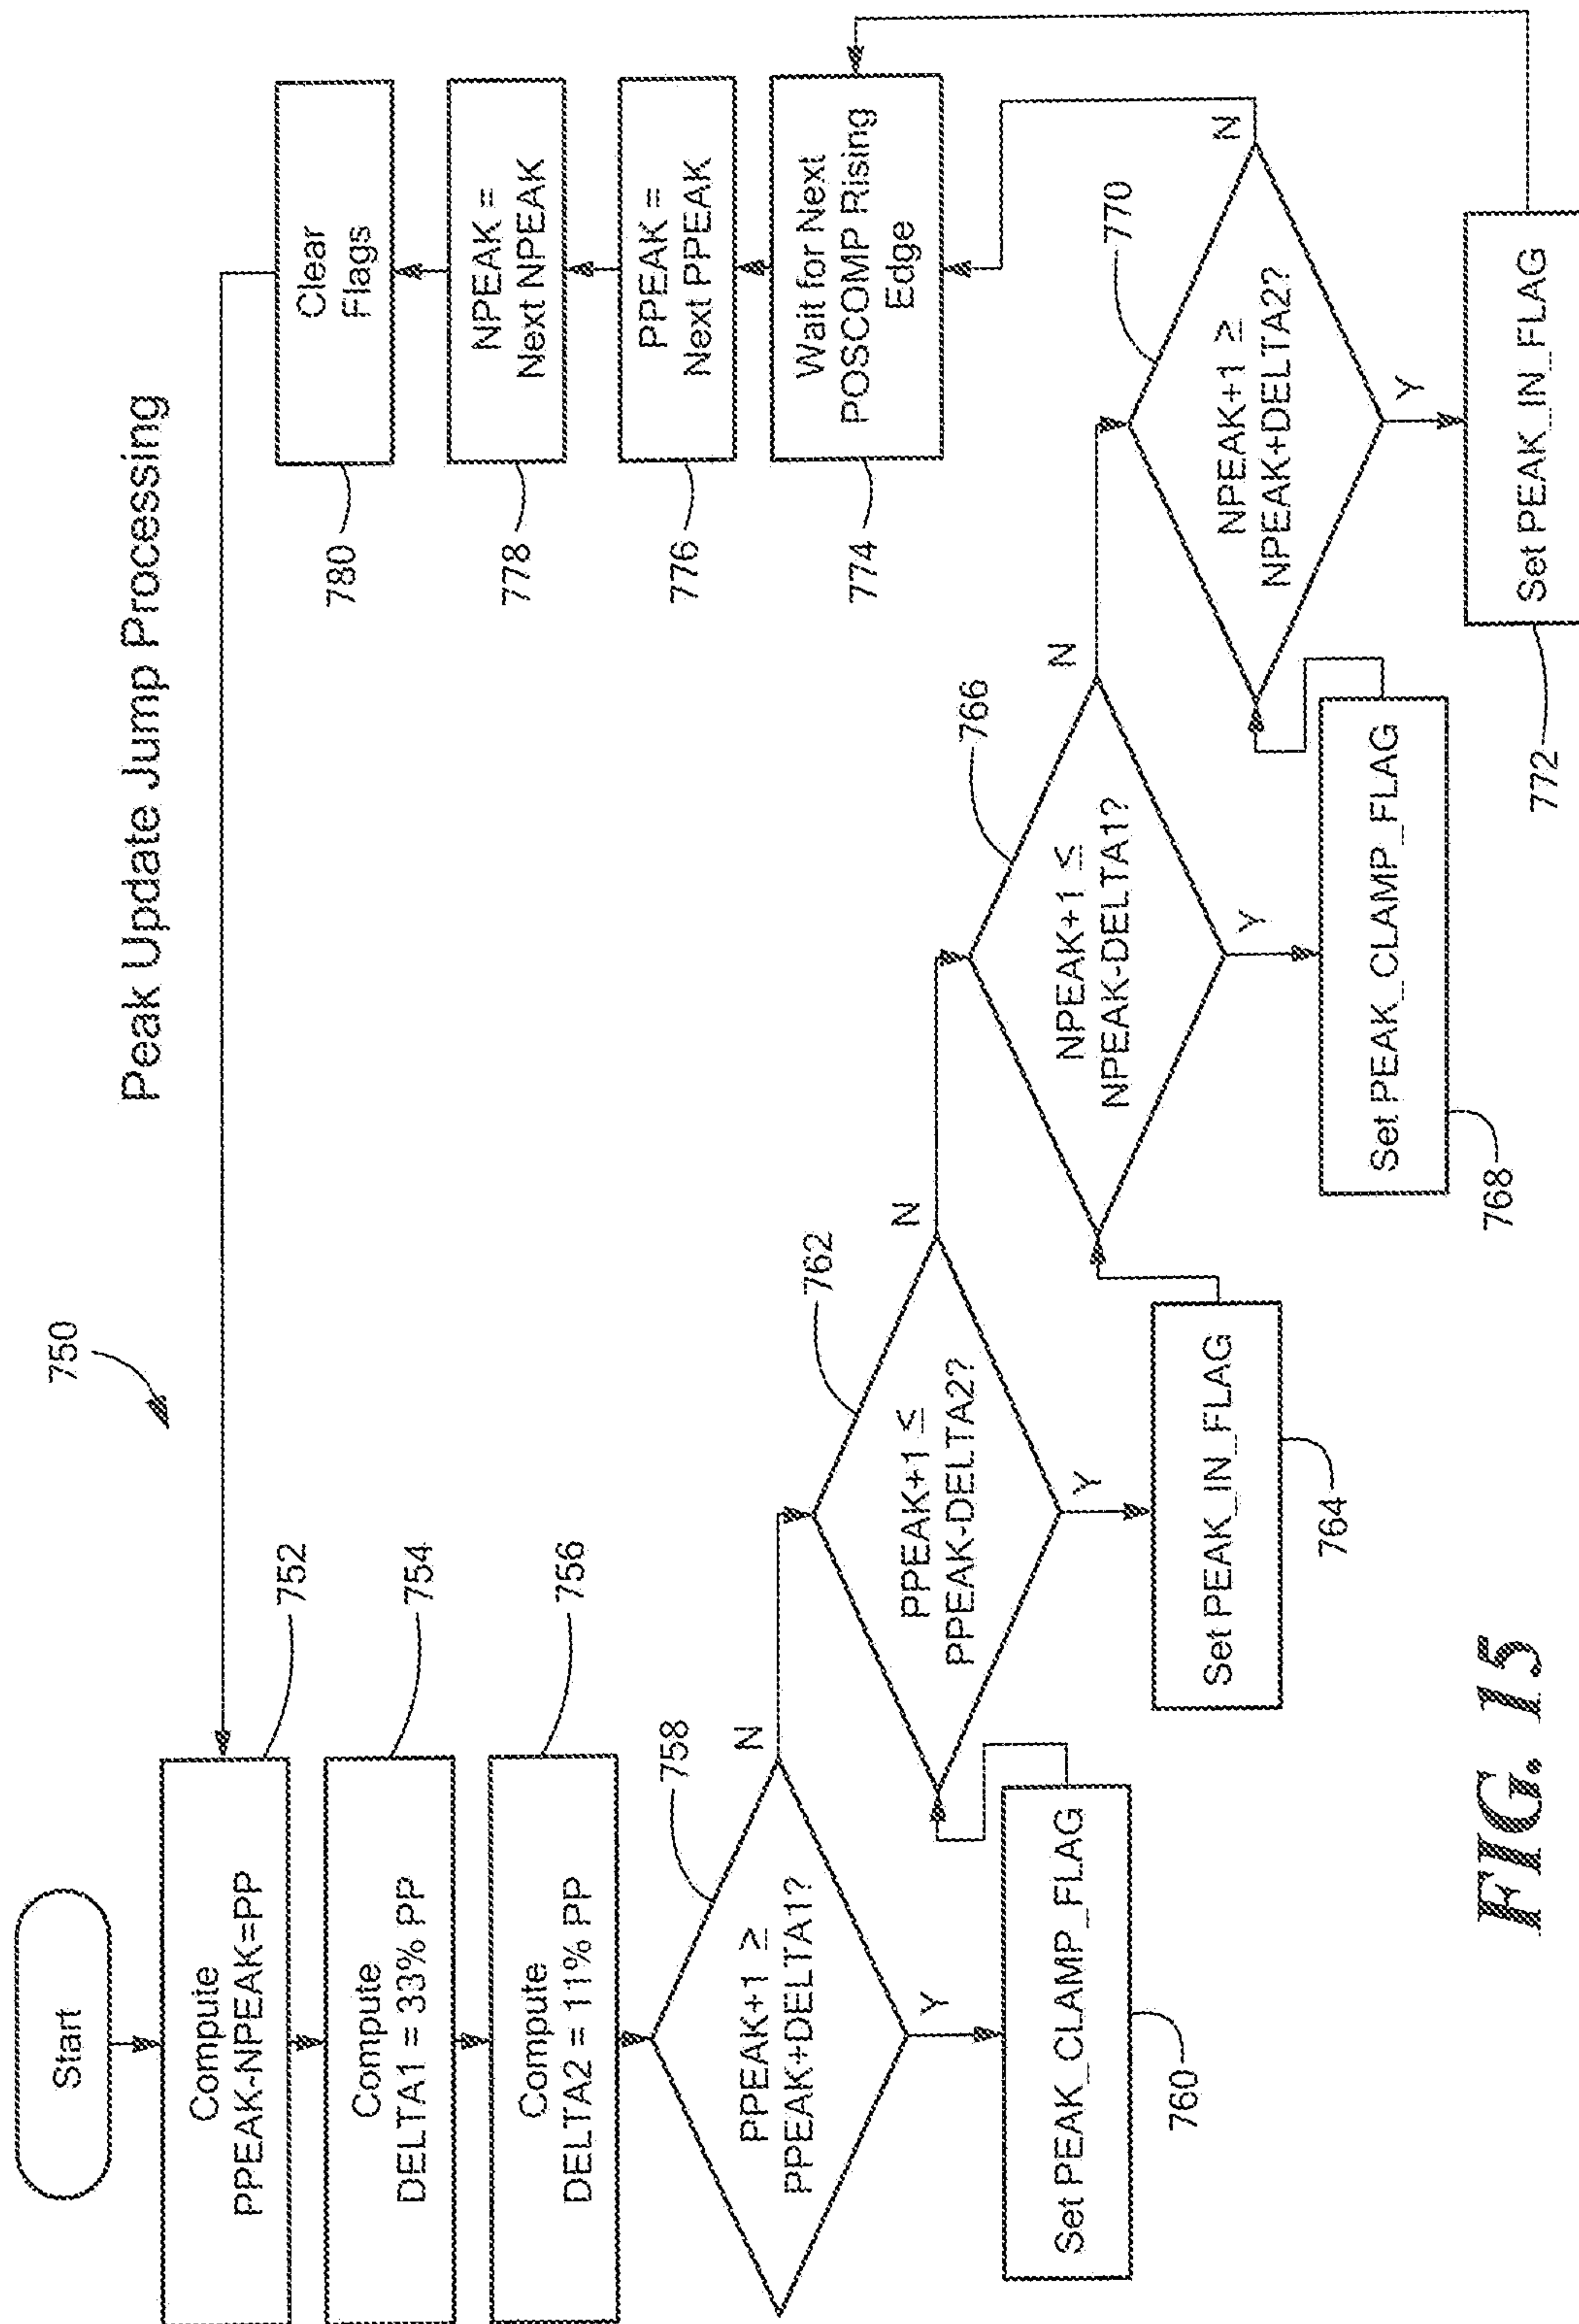 Peak Update Jump Processing
750
Start
Compute
PPEAK-NPEAK=PP
752
Compute
DELTA1 = 33% PP
754
Compute
DELTA2 = 11% PP
756
758
PPEAK+1 ≥
PPEAK+DELTA1?
N
Y
Set PEAK_CLAMP_FLAG
760
762
PPEAK+1 ≤
PPEAK-DELTA2?
N
Y
Set PEAK_IN_FLAG
764
766
NPEAK+1 ≤
NPEAK-DELTA1?
N
Y
Set PEAK_CLAMP_FLAG
768
770
NPEAK+1 ≥
NPEAK+DELTA2?
N
Y
Set PEAK_IN_FLAG
772
Wait for Next
POSCOMP Rising
Edge
774
PPEAK =
Next PPEAK
776
NPEAK =
Next NPEAK
778
Clear
Flags
780
FIG. 15